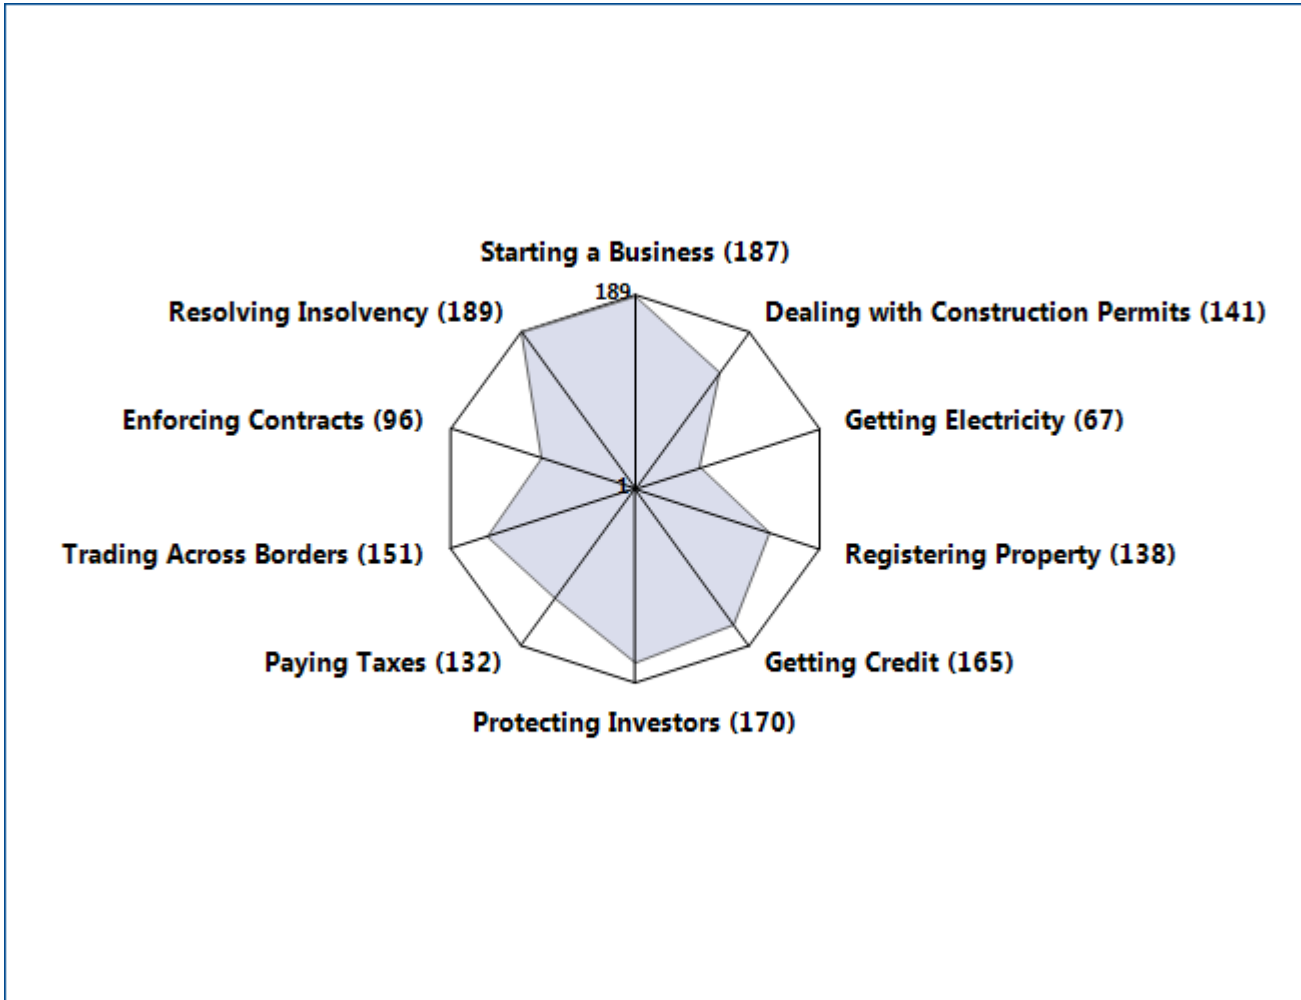 Starting a Business (187)
189
Resolving Insolvency (189)
Dealing with Construction Permits (141)
Enforcing Contracts (96)
Getting Electricity (67)
1
Trading Across Borders (151)
Registering Property (138)
Paying Taxes (132)
Getting Credit (165)
Protecting Investors (170)